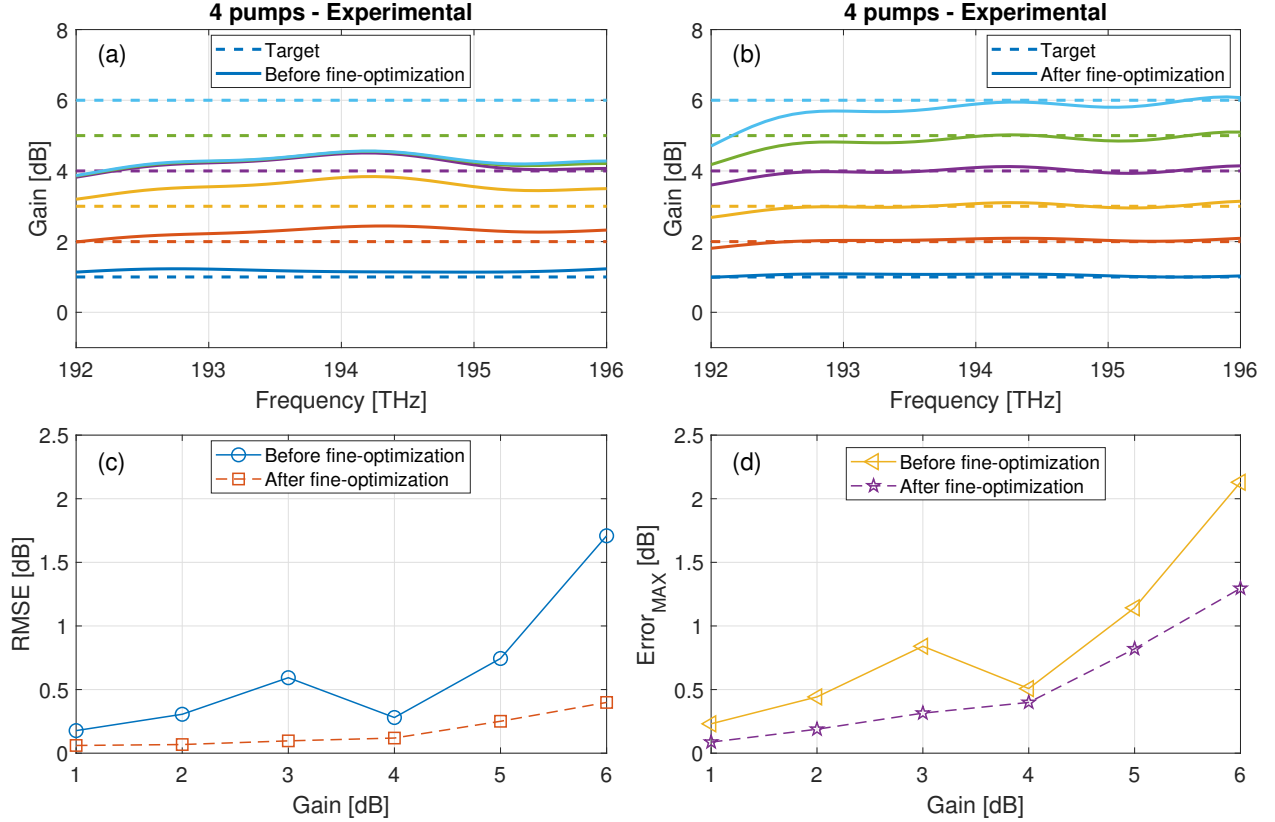 4 pumps - Experimental
(a)
Target
Before fine-optimization
Gain [dB]
8
6
4
2
0
192
193
194
195
196
Frequency [THz]
4 pumps - Experimental
(b)
Target
After fine-optimization
Gain [dB]
8
6
4
2
0
192
193
194
195
196
Frequency [THz]
(c)
Before fine-optimization
After fine-optimization
RMSE [dB]
2.5
2
1.5
1
0.5
0
1
2
3
4
5
6
Gain [dB]
(d)
Before fine-optimization
After fine-optimization
Error_MAX [dB]
2.5
2
1.5
1
0.5
0
1
2
3
4
5
6
Gain [dB]